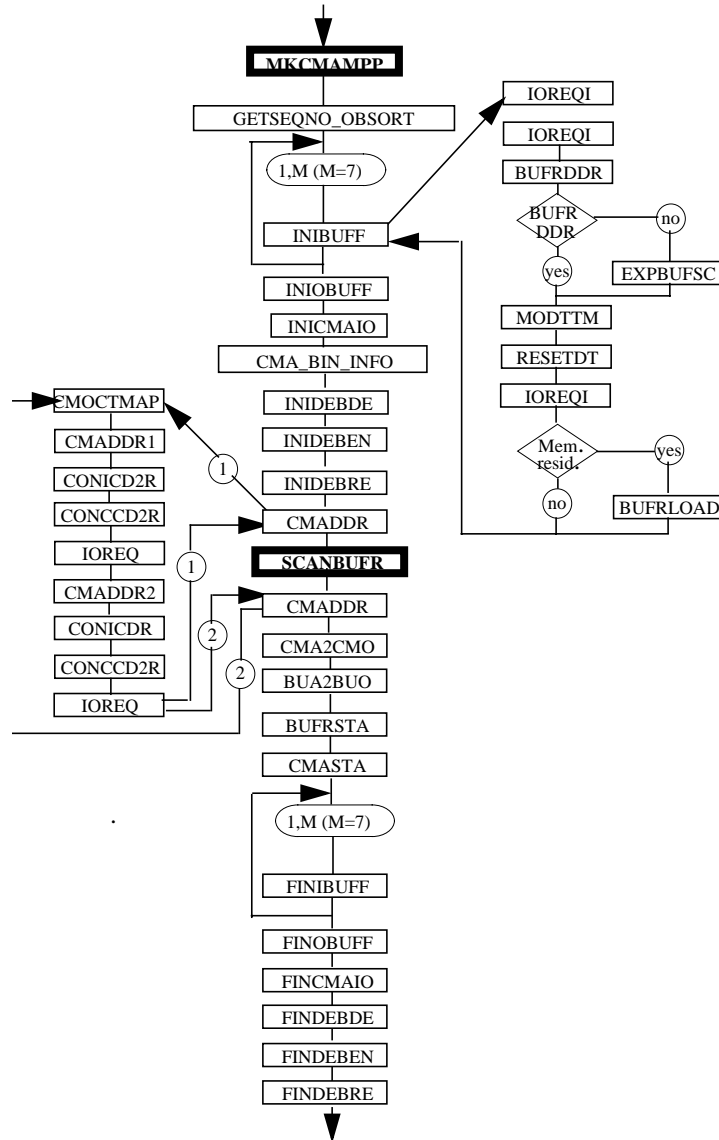 MKCMAMPP
GETSEQNO_OBSORT
1,M (M=7)
INIBUFF
INIOBUFF
INICMAIO
CMA_BIN_INFO
INIDEBDE
INIDEBEN
INIDEBRE
CMADDR
SCANBUFR
CMADDR
CMA2CMO
BUA2BUO
BUFRSTA
CMASTA
1,M (M=7)
FINIBUFF
FINOBUFF
FINCMAIO
FINDEBDE
FINDEBEN
FINDEBRE
CMOCTMAP
CMADDR1
CONICD2R
CONCCD2R
IOREQ
CMADDR2
CONICDR
CONCCD2R
IOREQ
1
1
2
2
.
IOREQI
IOREQI
BUFRDDR
BUFR
DDR
no
yes
EXPBUFSC
MODTTM
RESETDT
IOREQI
Mem.
resid.
yes
no
BUFRLOAD